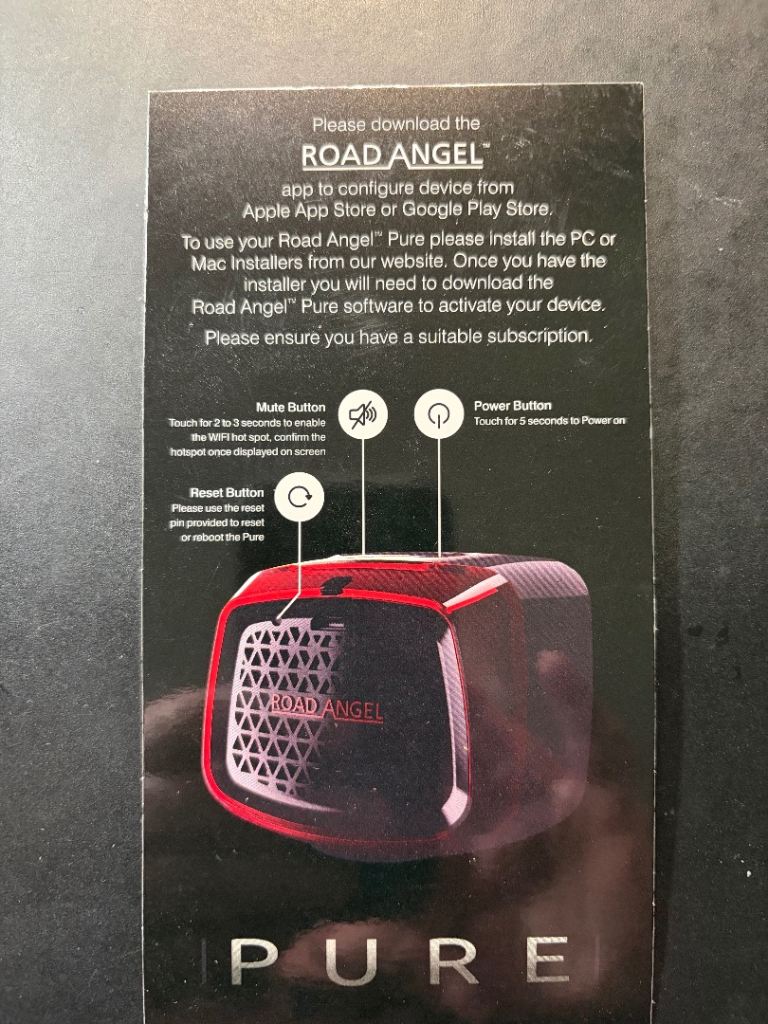 Please download the
ROAD ANGEL™
app to configure device from
Apple App Store or Google Play Store.
To use your Road Angel™ Pure please install the PC or
Mac Installers from our website. Once you have the
installer you will need to download the
Road Angel™ Pure software to activate your device.
Please ensure you have a suitable subscription.
Mute Button
Touch for 2 to 3 seconds to enable
the WIFI hot spot, confirm the
hotspot once displayed on screen
Power Button
Touch for 5 seconds to Power on
Reset Button
Please use the reset
pin provided to reset
or reboot the Pure
ROAD ANGEL
PURE